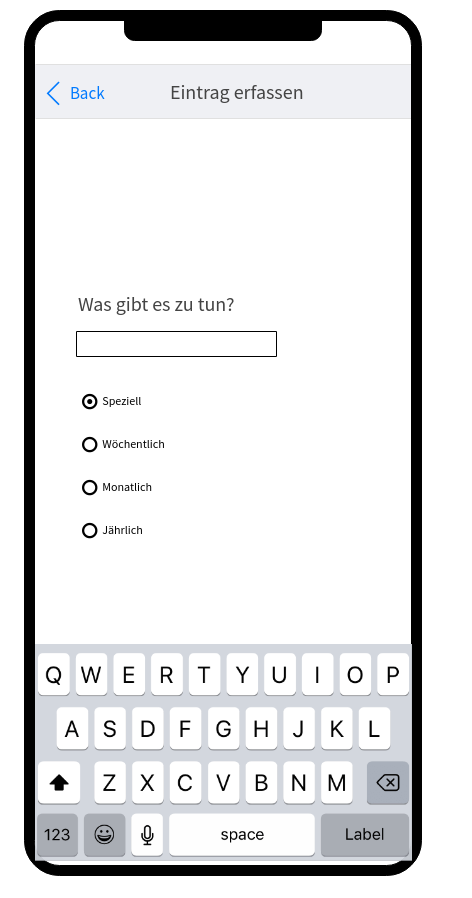 Back Eintrag erfassen
Was gibt es zu tun?
Speziell
Wöchentlich
Monatlich
Jährlich
Q W E R T Y U I O P
A S D F G H J K L
Z X C V B N M
123 space Label